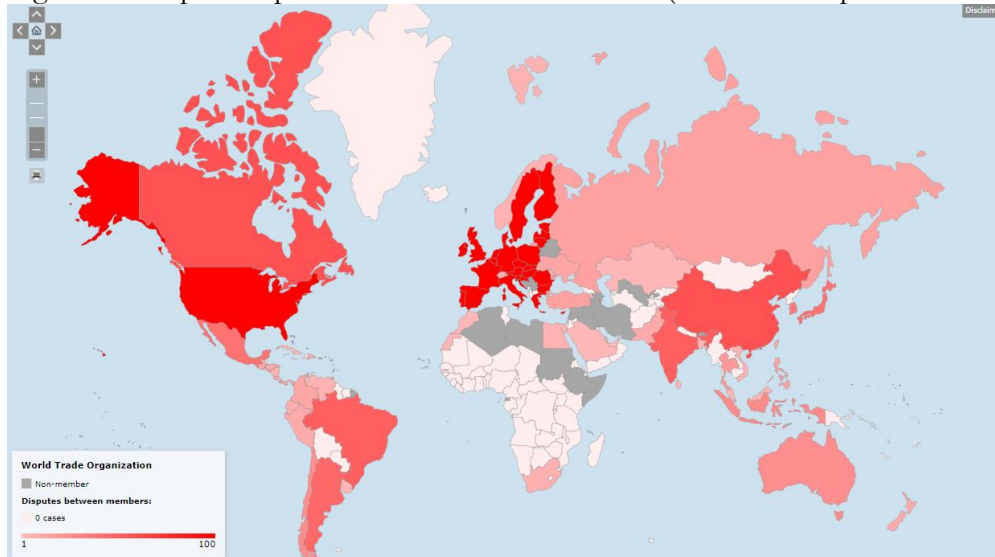 Disclaim
World Trade Organization
Non-member
Disputes between members:
0 cases
1 100